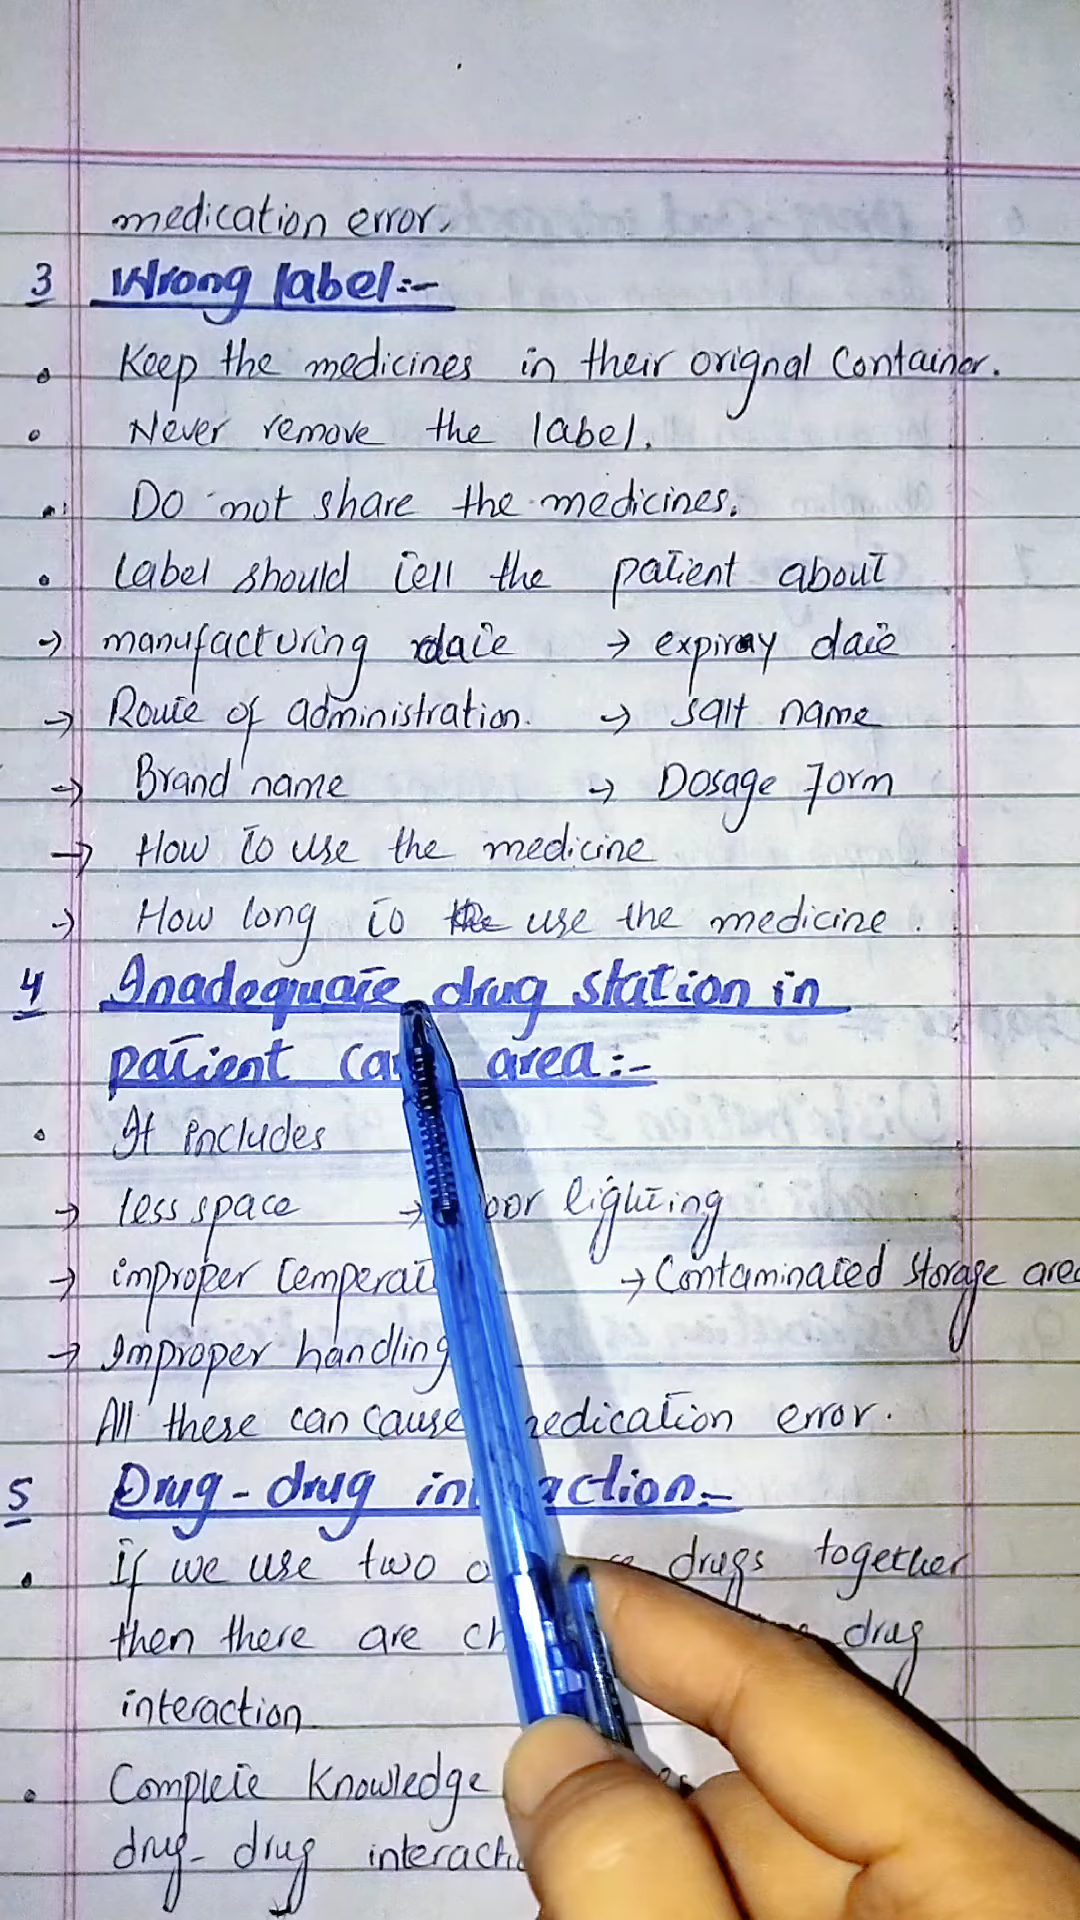 medication error.
3 Wrong label:-
• Keep the medicines in their orignal Container.
• Never remove the label.
• Do not share the medicines.
• Label should tell the patient about
→ manufacturing date → expiray date
→ Route of administration. → salt name
→ Brand name → Dosage Form
→ How to use the medicine
→ How long to use the medicine.
4 Inadequate drug station in
patient area:-
• It includes
→ less space → lighting
→ improper → Contaminated storage area
→ Improper handling
All these can cause error.
5 Drug-drug
• If we use two drugs together
then there are drug
interaction.
• Complete Knowledge
drug-drug